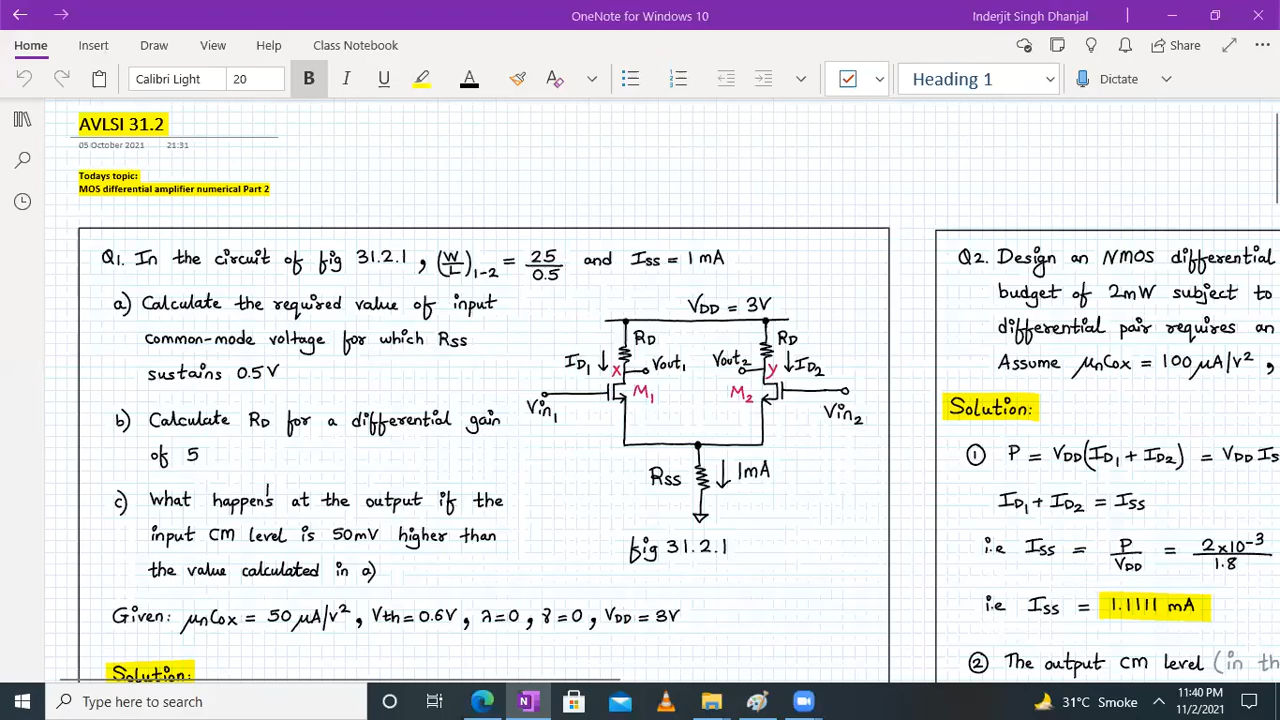 OneNote for Windows 10
Inderjit Singh Dhanjal
Home Insert Draw View Help Class Notebook
Share
Calibri Light 20 B I U A
Heading 1
Dictate
AVLSI 31.2
05 October 2021 21:31
Todays topic:
MOS differential amplifier numerical Part 2
Q1. In the circuit of fig 31.2.1, (W/L)1-2 = 25/0.5 and ISS = 1mA
a) Calculate the required value of input
common-mode voltage for which RSS
sustains 0.5V
b) Calculate RD for a differential gain
of 5
c) What happens at the output if the
input CM level is 50mV higher than
the value calculated in a)
VDD = 3V
RD RD
ID1 Vout1 Vout2 ID2
X Y
M1 M2
Vin1 Vin2
RSS 1mA
fig 31.2.1
Given: μnCox = 50 μA/V², Vth = 0.6V, λ=0, γ=0, VDD = 3V
Solution:
Q2. Design an NMOS differential
budget of 2mW subject to
differential pair requires an
Assume μnCox = 100 μA/V²,
Solution:
① P = VDD(ID1 + ID2) = VDD IS
ID1 + ID2 = ISS
i.e ISS = P/VDD = 2×10-3/1.8
i.e ISS = 1.1111 mA
② The output CM level (in th
Type here to search
31°C Smoke
11:40 PM
11/2/2021